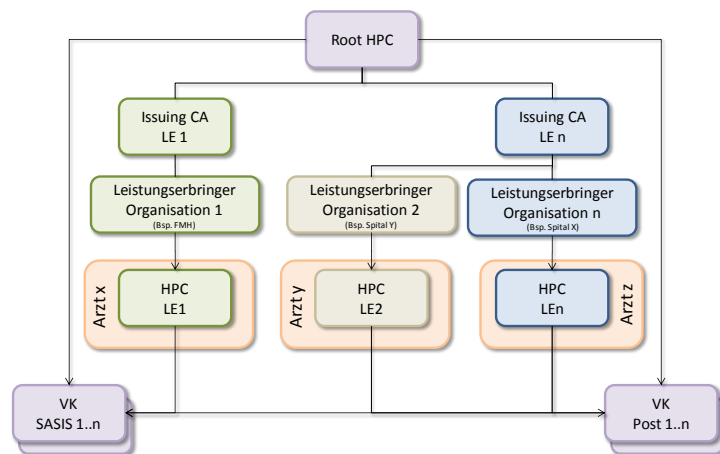 Root HPC
Issuing CA
LE 1
Issuing CA
LE n
Leistungserbringer
Organisation 1
(Bsp. FMH)
Leistungserbringer
Organisation 2
(Bsp. Spital Y)
Leistungserbringer
Organisation n
(Bsp. Spital X)
Arzt x
HPC
LE1
Arzt y
HPC
LE2
HPC
LEn
Arzt z
VK
SASIS 1..n
VK
Post 1..n